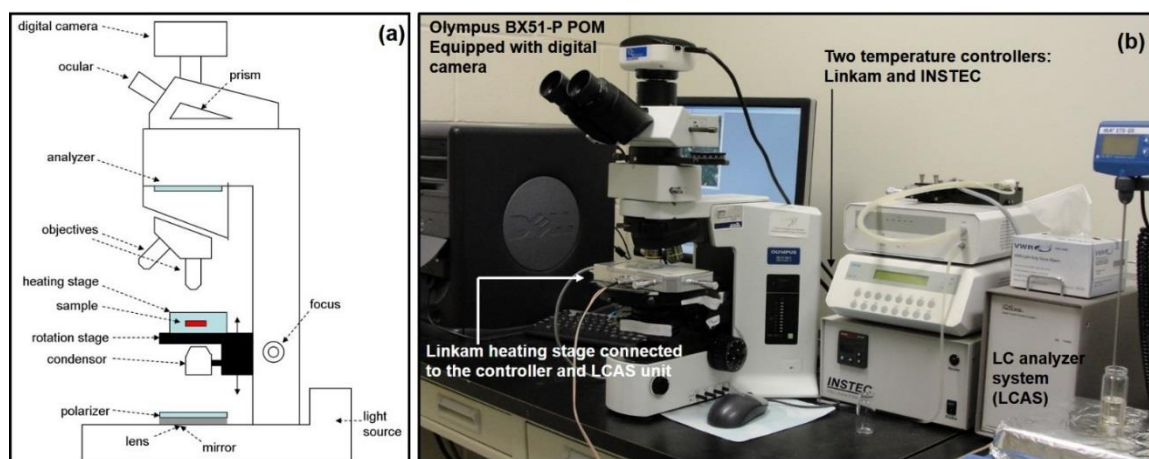 (a)
digital camera
ocular
prism
analyzer
objectives
heating stage
sample
rotation stage
condensor
focus
polarizer
lens
mirror
light
source
(b)
Olympus BX51-P POM
Equipped with digital
camera
Two temperature controllers:
Linkam and INSTEC
Linkam heating stage connected
to the controller and LCAS unit
LC analyzer
system
(LCAS)
DELL
OLYMPUS
BX51
INSTEC
VWR